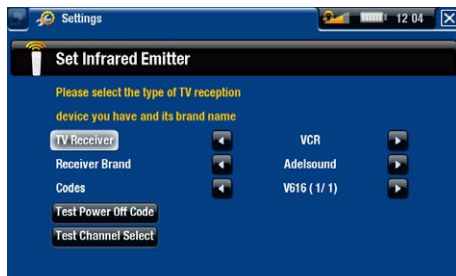 Settings
12 04
Set Infrared Emitter
Please select the type of TV reception
device you have and its brand name
TV Receiver VCR
Receiver Brand Adelsound
Codes V616 ( 1/ 1)
Test Power Off Code
Test Channel Select